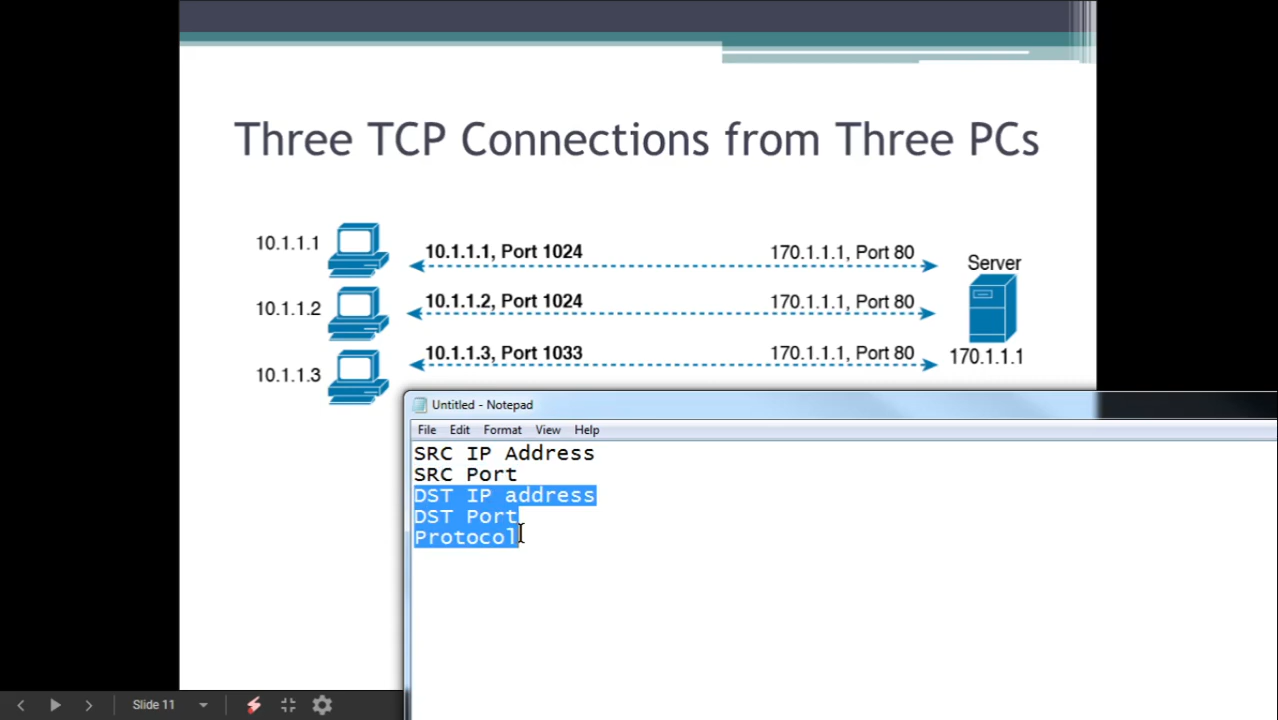 Three TCP Connections from Three PCs
10.1.1.1
10.1.1.1, Port 1024
170.1.1.1, Port 80
Server
10.1.1.2
10.1.1.2, Port 1024
170.1.1.1, Port 80
10.1.1.3
10.1.1.3, Port 1033
170.1.1.1, Port 80
170.1.1.1
Untitled - Notepad
File Edit Format View Help
SRC IP Address
SRC Port
DST IP address
DST Port
Protocol
Slide 11